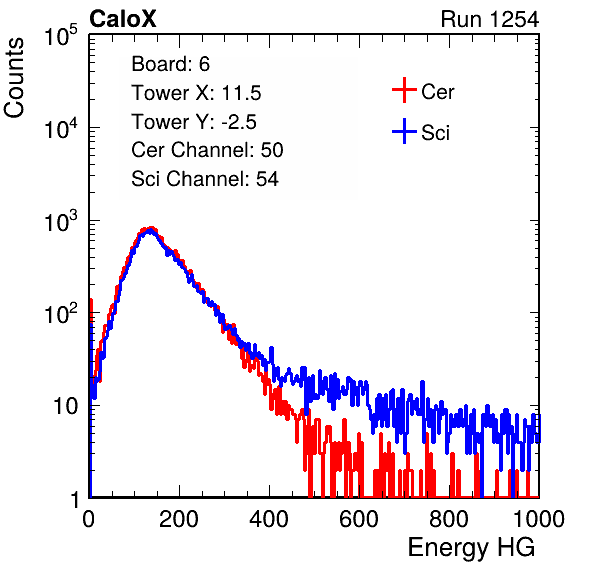 CaloX Run 1254
Counts
10^5
10^4
10^3
10^2
10
1
Board: 6
Tower X: 11.5
Tower Y: -2.5
Cer Channel: 50
Sci Channel: 54
Cer
Sci
0 200 400 600 800 1000
Energy HG